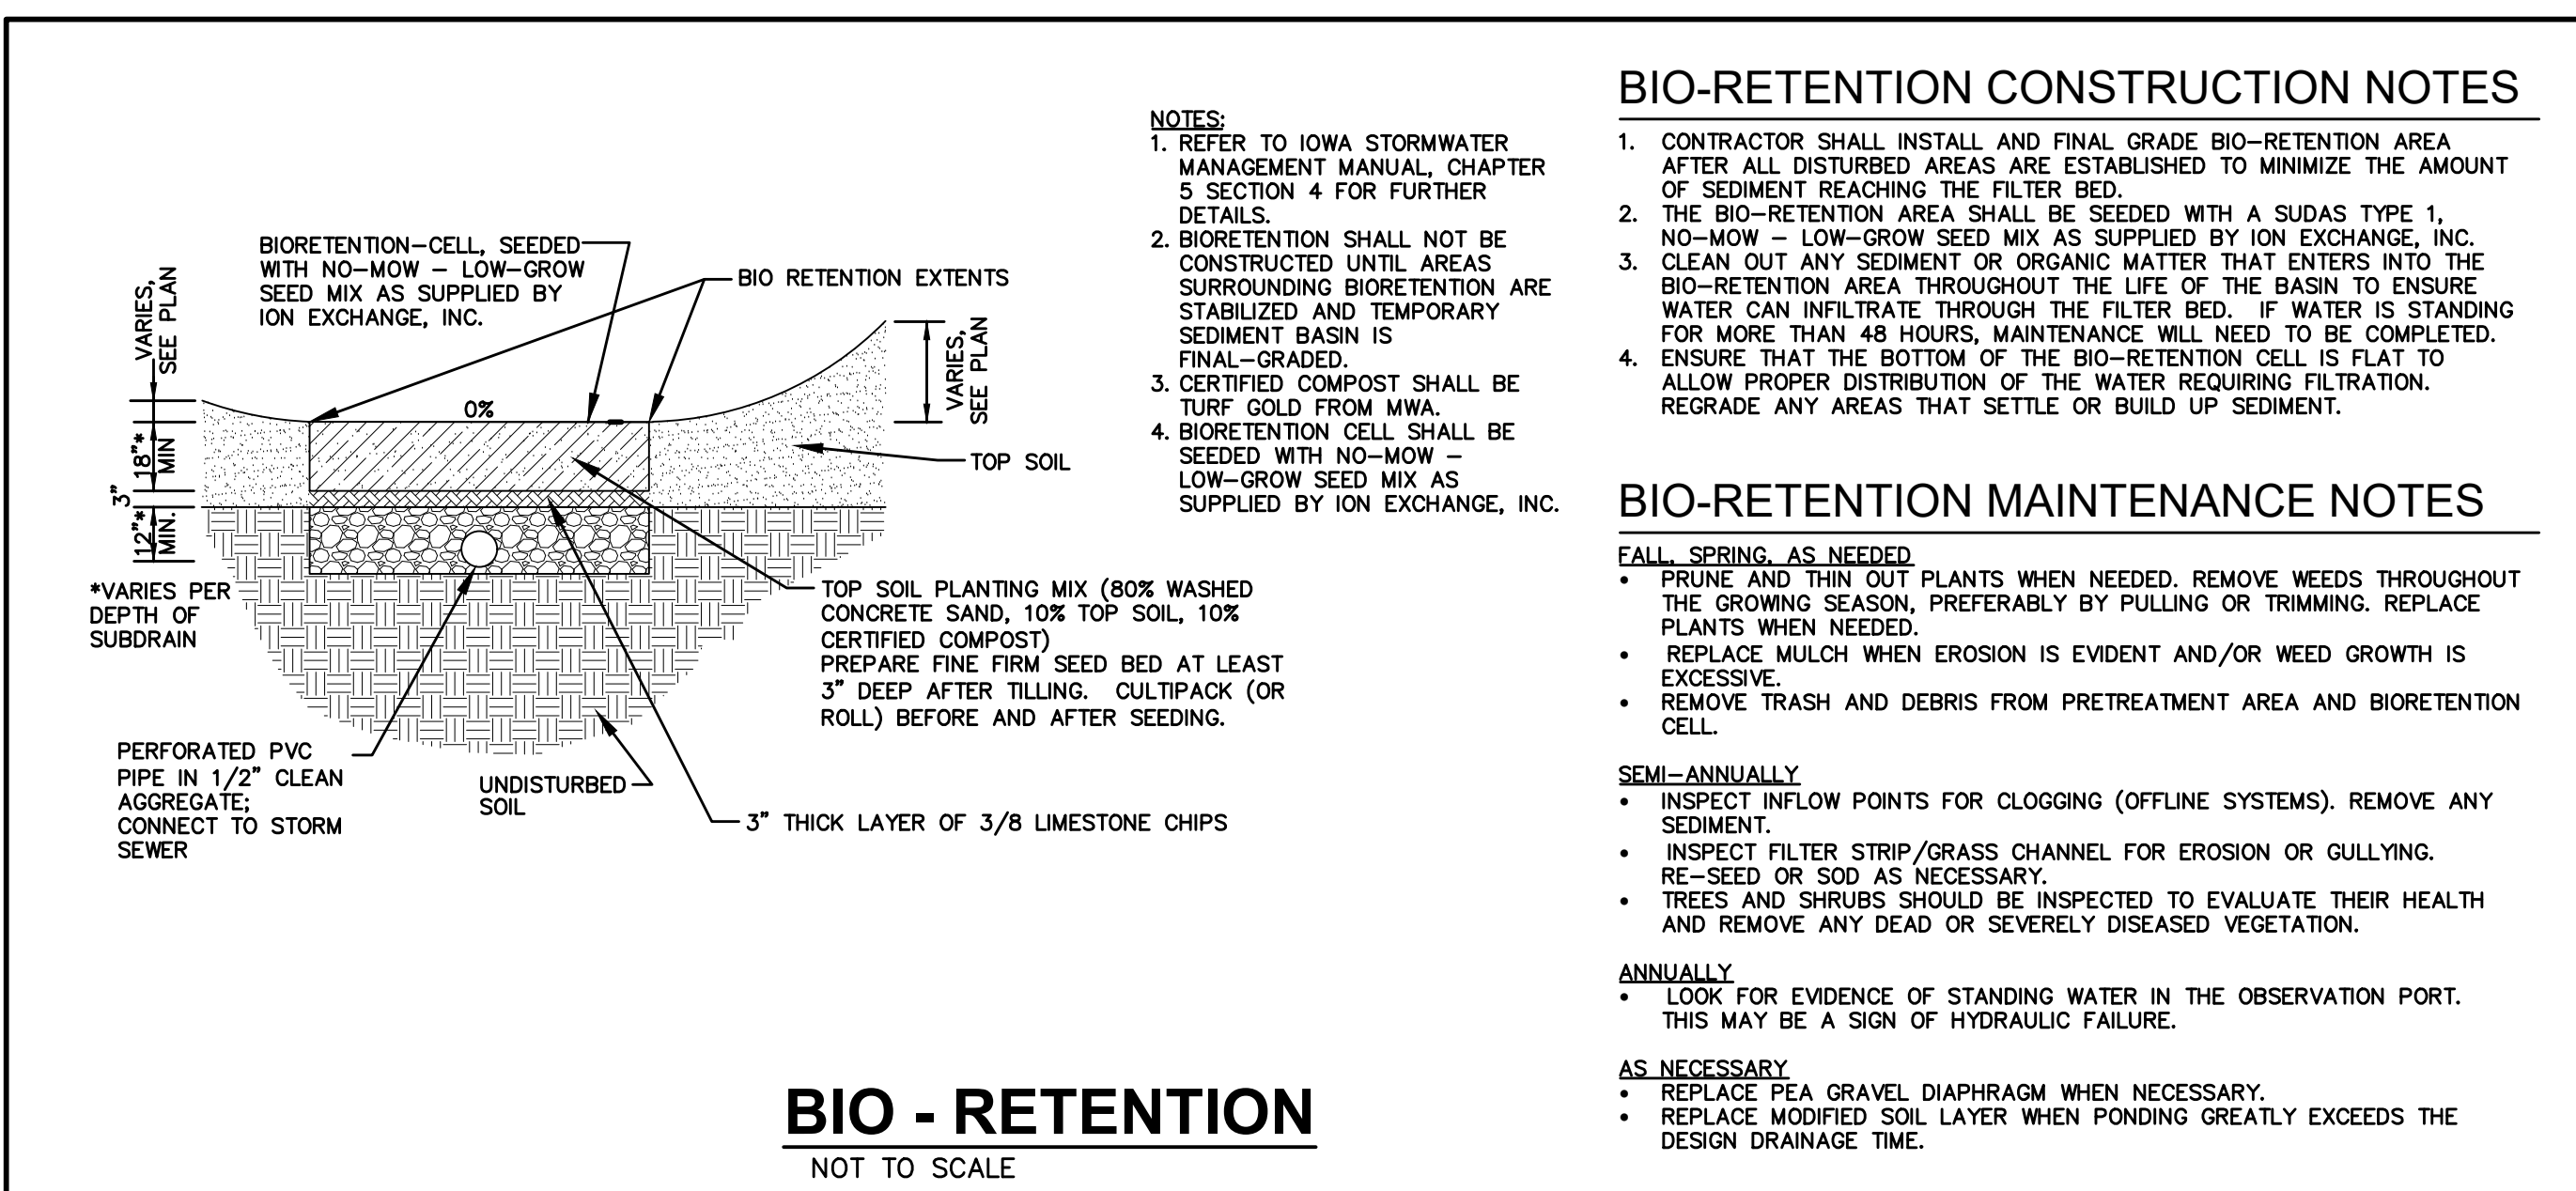 BIORETENTION-CELL, SEEDED
WITH NO-MOW - LOW-GROW
SEED MIX AS SUPPLIED BY
ION EXCHANGE, INC.
BIO RETENTION EXTENTS
VARIES,
SEE PLAN
VARIES,
SEE PLAN
0%
18"*
MIN
3"
12"*
MIN.
TOP SOIL
*VARIES PER
DEPTH OF
SUBDRAIN
TOP SOIL PLANTING MIX (80% WASHED
CONCRETE SAND, 10% TOP SOIL, 10%
CERTIFIED COMPOST)
PREPARE FINE FIRM SEED BED AT LEAST
3" DEEP AFTER TILLING. CULTIPACK (OR
ROLL) BEFORE AND AFTER SEEDING.
PERFORATED PVC
PIPE IN 1/2" CLEAN
AGGREGATE;
CONNECT TO STORM
SEWER
UNDISTURBED
SOIL
3" THICK LAYER OF 3/8 LIMESTONE CHIPS
NOTES:
1. REFER TO IOWA STORMWATER
MANAGEMENT MANUAL, CHAPTER
5 SECTION 4 FOR FURTHER
DETAILS.
2. BIORETENTION SHALL NOT BE
CONSTRUCTED UNTIL AREAS
SURROUNDING BIORETENTION ARE
STABILIZED AND TEMPORARY
SEDIMENT BASIN IS
FINAL-GRADED.
3. CERTIFIED COMPOST SHALL BE
TURF GOLD FROM MWA.
4. BIORETENTION CELL SHALL BE
SEEDED WITH NO-MOW -
LOW-GROW SEED MIX AS
SUPPLIED BY ION EXCHANGE, INC.
BIO - RETENTION
NOT TO SCALE
BIO-RETENTION CONSTRUCTION NOTES
1. CONTRACTOR SHALL INSTALL AND FINAL GRADE BIO-RETENTION AREA
AFTER ALL DISTURBED AREAS ARE ESTABLISHED TO MINIMIZE THE AMOUNT
OF SEDIMENT REACHING THE FILTER BED.
2. THE BIO-RETENTION AREA SHALL BE SEEDED WITH A SUDAS TYPE 1,
NO-MOW - LOW-GROW SEED MIX AS SUPPLIED BY ION EXCHANGE, INC.
3. CLEAN OUT ANY SEDIMENT OR ORGANIC MATTER THAT ENTERS INTO THE
BIO-RETENTION AREA THROUGHOUT THE LIFE OF THE BASIN TO ENSURE
WATER CAN INFILTRATE THROUGH THE FILTER BED. IF WATER IS STANDING
FOR MORE THAN 48 HOURS, MAINTENANCE WILL NEED TO BE COMPLETED.
4. ENSURE THAT THE BOTTOM OF THE BIO-RETENTION CELL IS FLAT TO
ALLOW PROPER DISTRIBUTION OF THE WATER REQUIRING FILTRATION.
REGRADE ANY AREAS THAT SETTLE OR BUILD UP SEDIMENT.
BIO-RETENTION MAINTENANCE NOTES
FALL, SPRING, AS NEEDED
• PRUNE AND THIN OUT PLANTS WHEN NEEDED. REMOVE WEEDS THROUGHOUT
THE GROWING SEASON, PREFERABLY BY PULLING OR TRIMMING. REPLACE
PLANTS WHEN NEEDED.
• REPLACE MULCH WHEN EROSION IS EVIDENT AND/OR WEED GROWTH IS
EXCESSIVE.
• REMOVE TRASH AND DEBRIS FROM PRETREATMENT AREA AND BIORETENTION
CELL.
SEMI-ANNUALLY
• INSPECT INFLOW POINTS FOR CLOGGING (OFFLINE SYSTEMS). REMOVE ANY
SEDIMENT.
• INSPECT FILTER STRIP/GRASS CHANNEL FOR EROSION OR GULLYING.
RE-SEED OR SOD AS NECESSARY.
• TREES AND SHRUBS SHOULD BE INSPECTED TO EVALUATE THEIR HEALTH
AND REMOVE ANY DEAD OR SEVERELY DISEASED VEGETATION.
ANNUALLY
• LOOK FOR EVIDENCE OF STANDING WATER IN THE OBSERVATION PORT.
THIS MAY BE A SIGN OF HYDRAULIC FAILURE.
AS NECESSARY
• REPLACE PEA GRAVEL DIAPHRAGM WHEN NECESSARY.
• REPLACE MODIFIED SOIL LAYER WHEN PONDING GREATLY EXCEEDS THE
DESIGN DRAINAGE TIME.